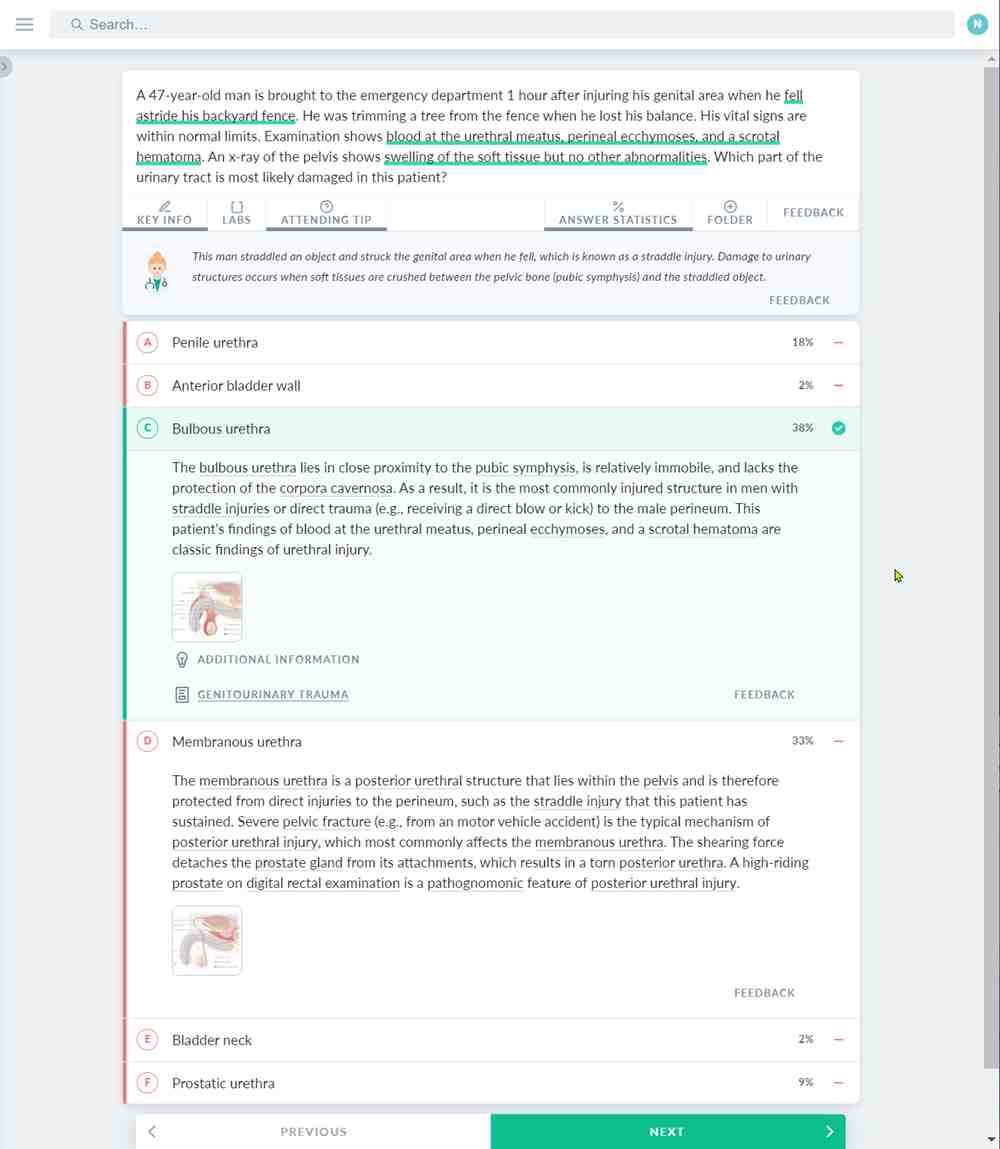 Search...
N
A 47-year-old man is brought to the emergency department 1 hour after injuring his genital area when he fell
astride his backyard fence. He was trimming a tree from the fence when he lost his balance. His vital signs are
within normal limits. Examination shows blood at the urethral meatus, perineal ecchymoses, and a scrotal
hematoma. An x-ray of the pelvis shows swelling of the soft tissue but no other abnormalities. Which part of the
urinary tract is most likely damaged in this patient?
KEY INFO LABS ATTENDING TIP ANSWER STATISTICS FOLDER FEEDBACK
This man straddled an object and struck the genital area when he fell, which is known as a straddle injury. Damage to urinary
structures occurs when soft tissues are crushed between the pelvic bone (pubic symphysis) and the straddled object.
FEEDBACK
A Penile urethra 18%
B Anterior bladder wall 2%
C Bulbous urethra 38%
The bulbous urethra lies in close proximity to the pubic symphysis, is relatively immobile, and lacks the
protection of the corpora cavernosa. As a result, it is the most commonly injured structure in men with
straddle injuries or direct trauma (e.g., receiving a direct blow or kick) to the male perineum. This
patient's findings of blood at the urethral meatus, perineal ecchymoses, and a scrotal hematoma are
classic findings of urethral injury.
ADDITIONAL INFORMATION
GENITOURINARY TRAUMA FEEDBACK
D Membranous urethra 33%
The membranous urethra is a posterior urethral structure that lies within the pelvis and is therefore
protected from direct injuries to the perineum, such as the straddle injury that this patient has
sustained. Severe pelvic fracture (e.g., from an motor vehicle accident) is the typical mechanism of
posterior urethral injury, which most commonly affects the membranous urethra. The shearing force
detaches the prostate gland from its attachments, which results in a torn posterior urethra. A high-riding
prostate on digital rectal examination is a pathognomonic feature of posterior urethral injury.
FEEDBACK
E Bladder neck 2%
F Prostatic urethra 9%
PREVIOUS NEXT